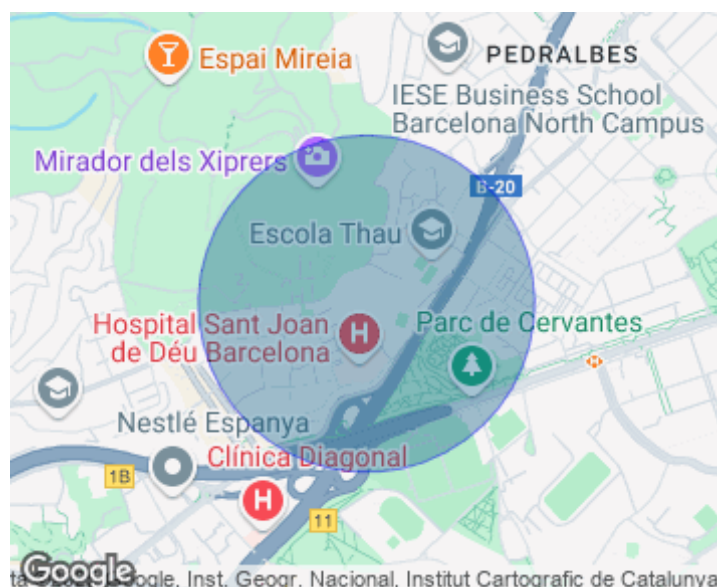 Espai Mireia
PEDRALBES
IESE Business School
Barcelona North Campus
Mirador dels Xiprers
B-20
Escola Thau
Hospital Sant Joan
de Déu Barcelona
Parc de Cervantes
H
Nestlé Espanya
Clínica Diagonal
1B
H
11
Google
ogle, Inst. Geogr. Nacional, Institut Cartografic de Catalunya